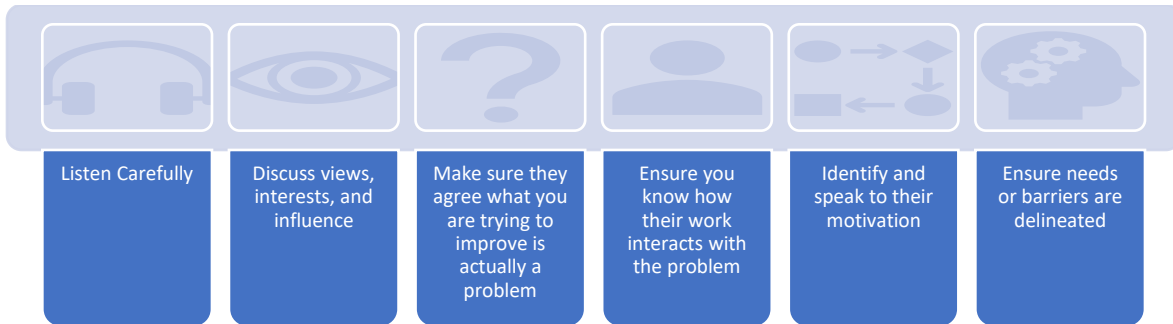 Listen Carefully
Discuss views,
interests, and
influence
Make sure they
agree what you
are trying to
improve is
actually a
problem
Ensure you
know how
their work
interacts with
the problem
Identify and
speak to their
motivation
Ensure needs
or barriers are
delineated